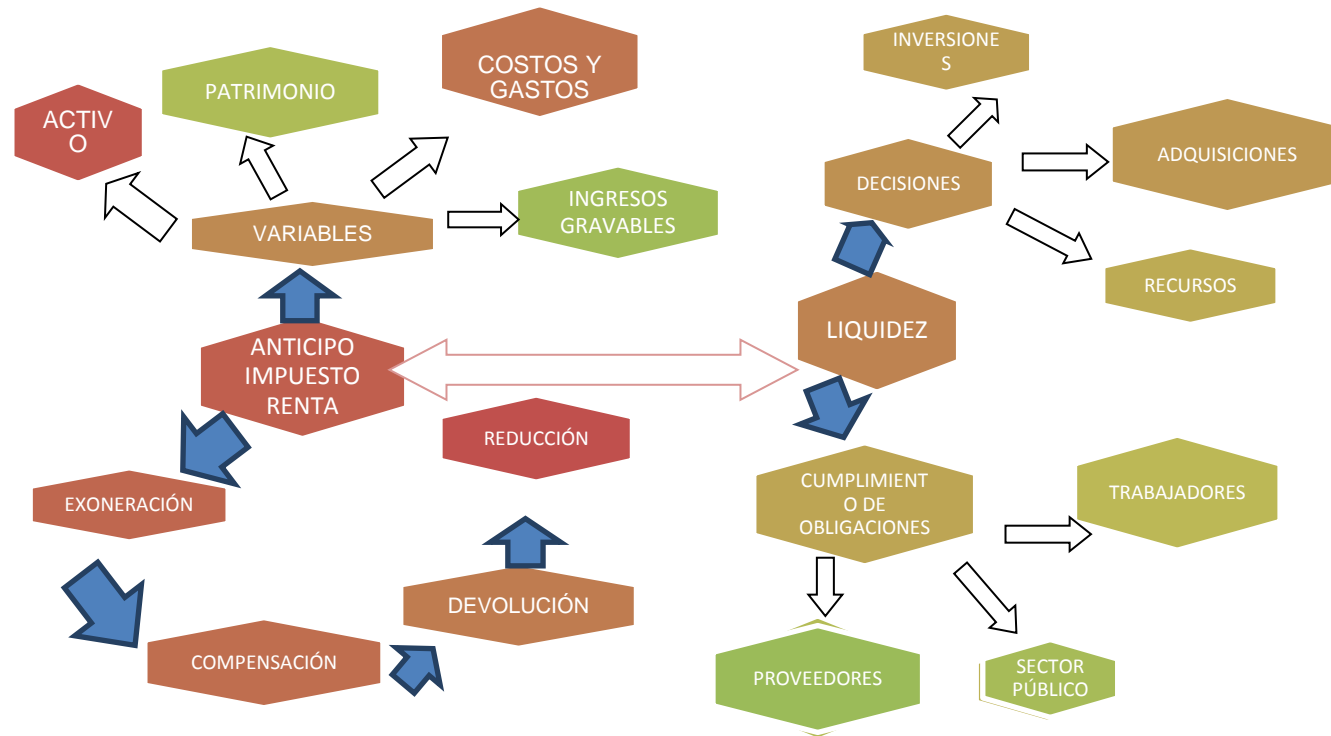 COSTOS Y
GASTOS
PATRIMONIO
ACTIV
O
VARIABLES
INGRESOS
GRAVABLES
ANTICIPO
IMPUESTO
RENTA
REDUCCIÓN
EXONERACIÓN
DEVOLUCIÓN
COMPENSACIÓN
INVERSIONE
S
DECISIONES
ADQUISICIONES
RECURSOS
LIQUIDEZ
CUMPLIMIENT
O DE
OBLIGACIONES
TRABAJADORES
PROVEEDORES
SECTOR
PÚBLICO